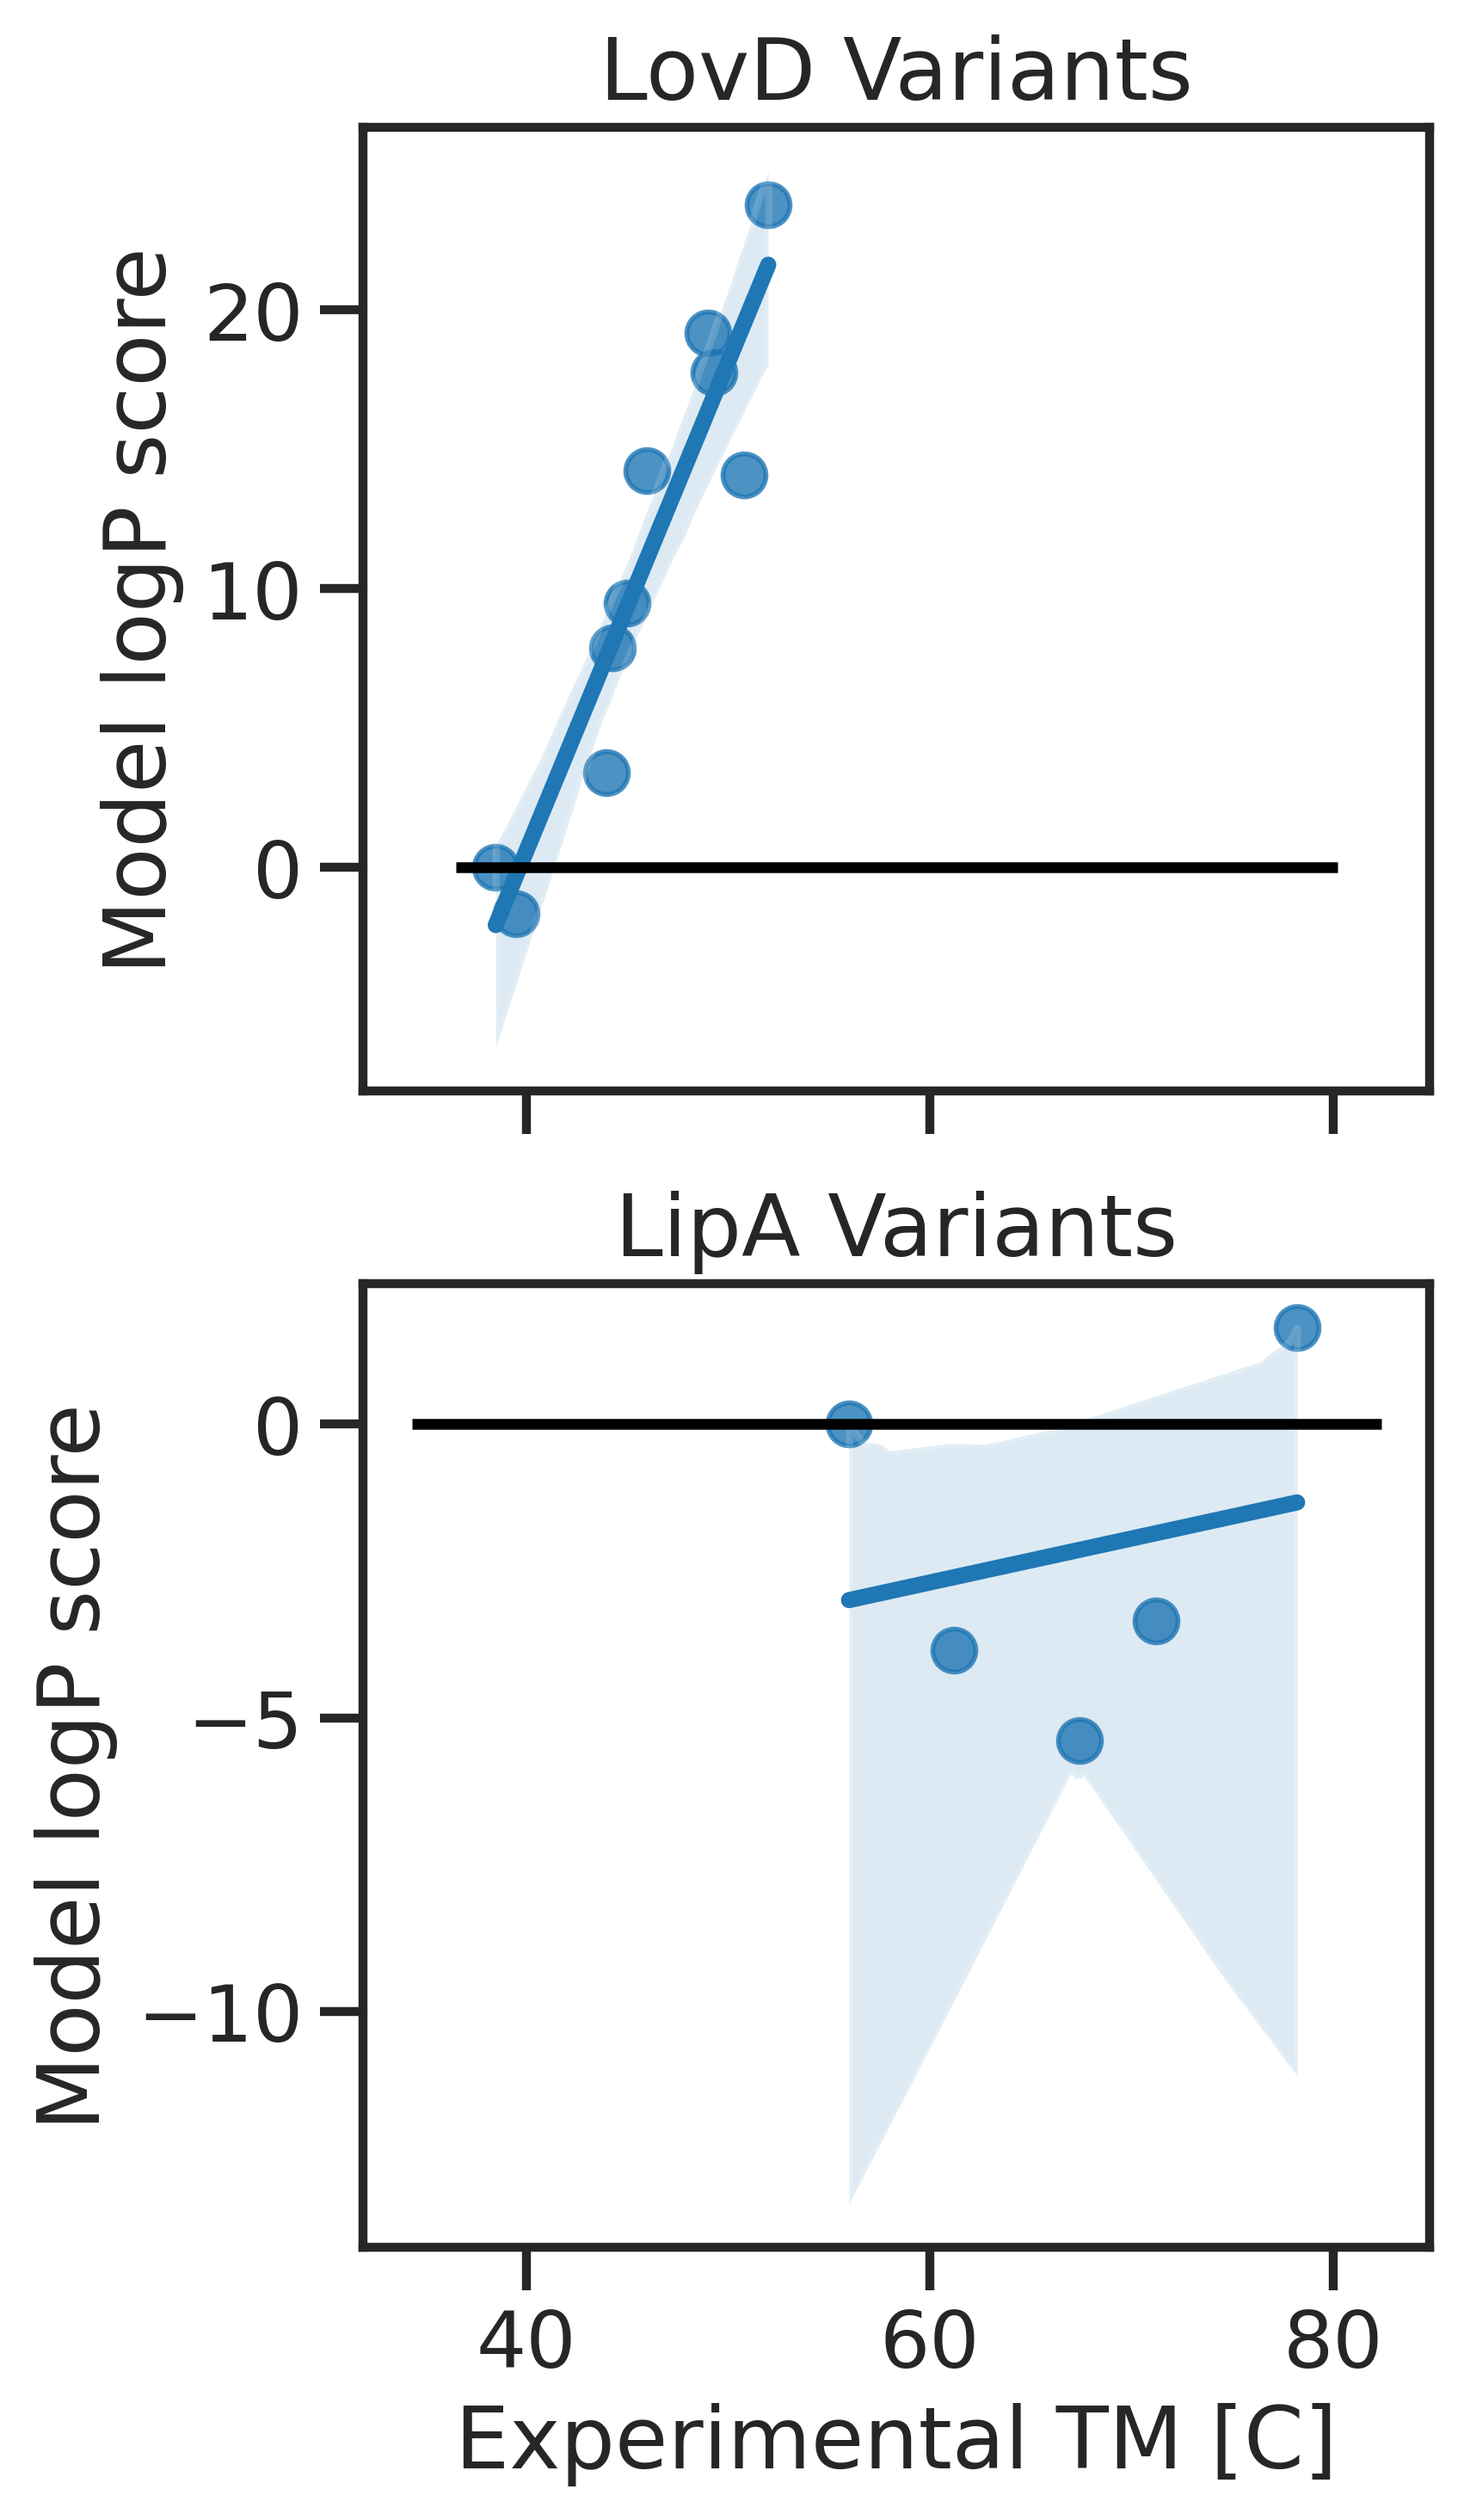 LovD Variants
Model logP score
20
10
0
LipA Variants
Model logP score
0
−5
−10
40 60 80
Experimental TM [C]